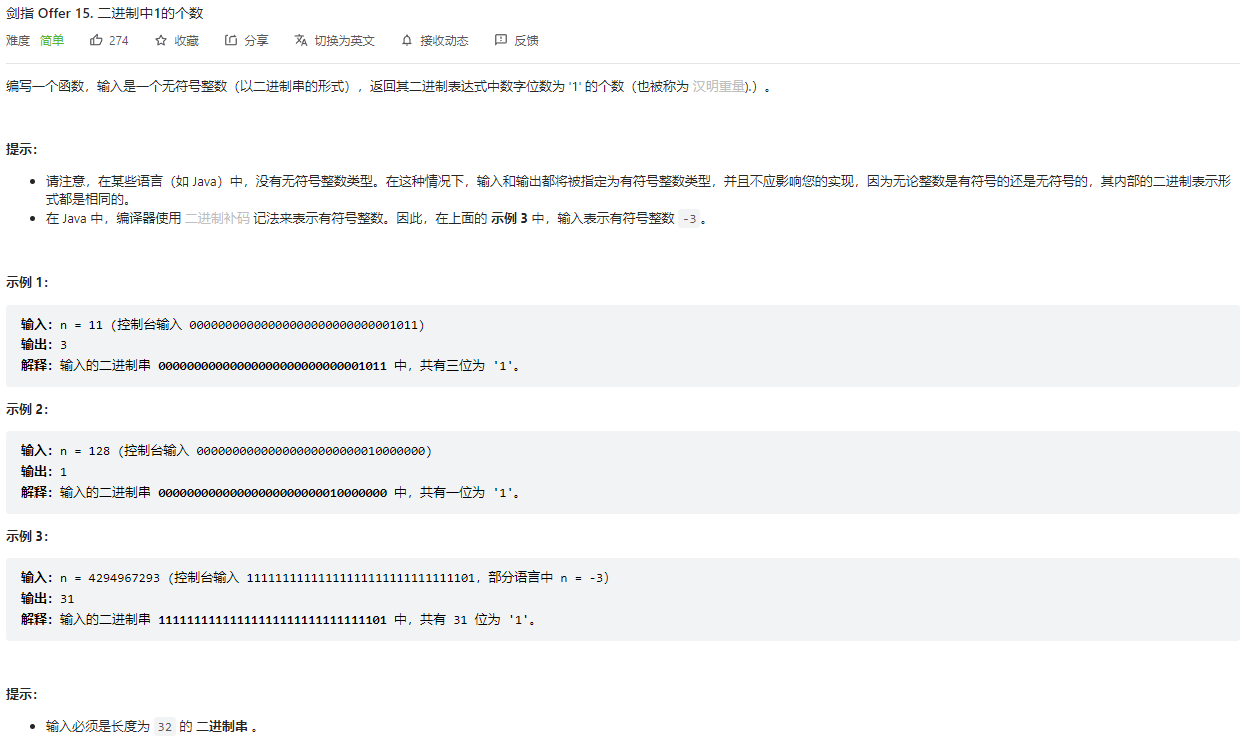 剑指 Offer 15. 二进制中1的个数
难度 简单 274 收藏 分享 切换为英文 接收动态 反馈
编写一个函数，输入是一个无符号整数（以二进制串的形式），返回其二进制表达式中数字位数为 '1' 的个数（也被称为 汉明重量).）。
提示：
请注意，在某些语言（如 Java）中，没有无符号整数类型。在这种情况下，输入和输出都将被指定为有符号整数类型，并且不应影响您的实现，因为无论整数是有符号的还是无符号的，其内部的二进制表示形
式都是相同的。
在 Java 中，编译器使用 二进制补码 记法来表示有符号整数。因此，在上面的 示例 3 中，输入表示有符号整数 -3。
示例 1：
输入：n = 11 (控制台输入 00000000000000000000000000001011)
输出：3
解释：输入的二进制串 00000000000000000000000000001011 中，共有三位为 '1'。
示例 2：
输入：n = 128 (控制台输入 00000000000000000000000010000000)
输出：1
解释：输入的二进制串 00000000000000000000000010000000 中，共有一位为 '1'。
示例 3：
输入：n = 4294967293 (控制台输入 11111111111111111111111111111101，部分语言中 n = -3）
输出：31
解释：输入的二进制串 11111111111111111111111111111101 中，共有 31 位为 '1'。
提示：
输入必须是长度为 32 的 二进制串 。